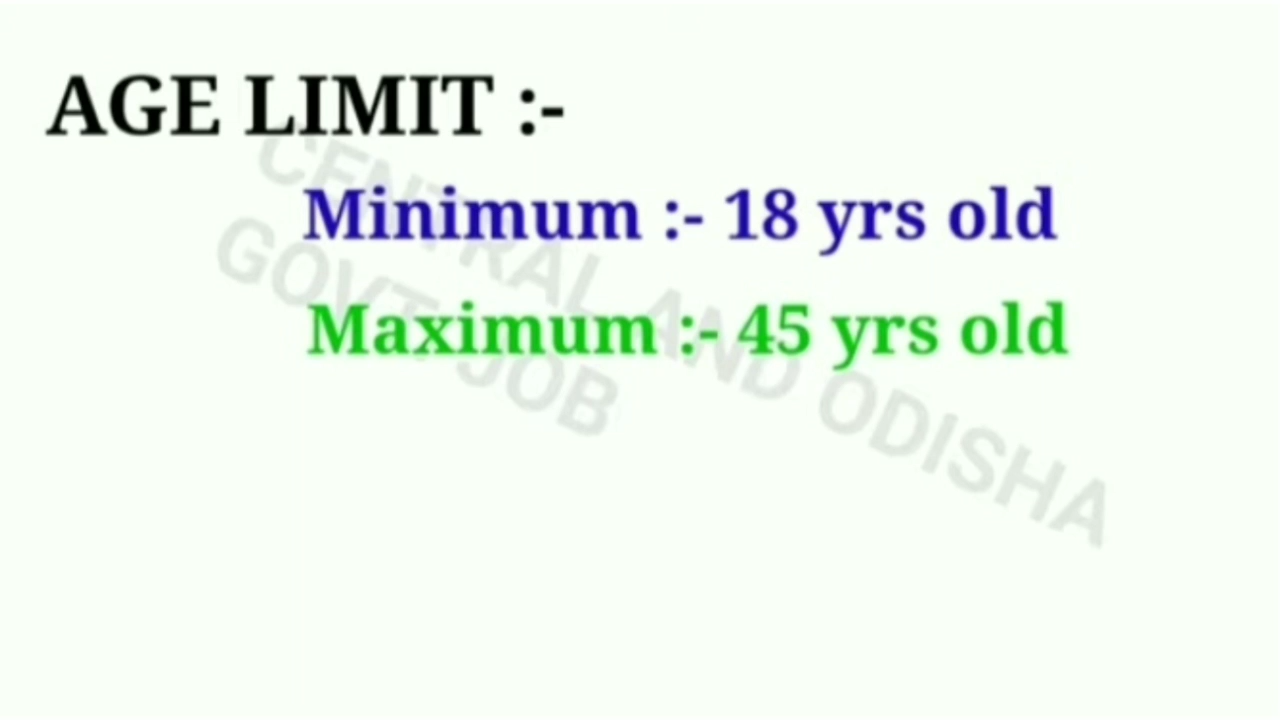 AGE LIMIT :-
Minimum :- 18 yrs old
Maximum :- 45 yrs old
CENTRAL AND ODISHA
GOVT JOB